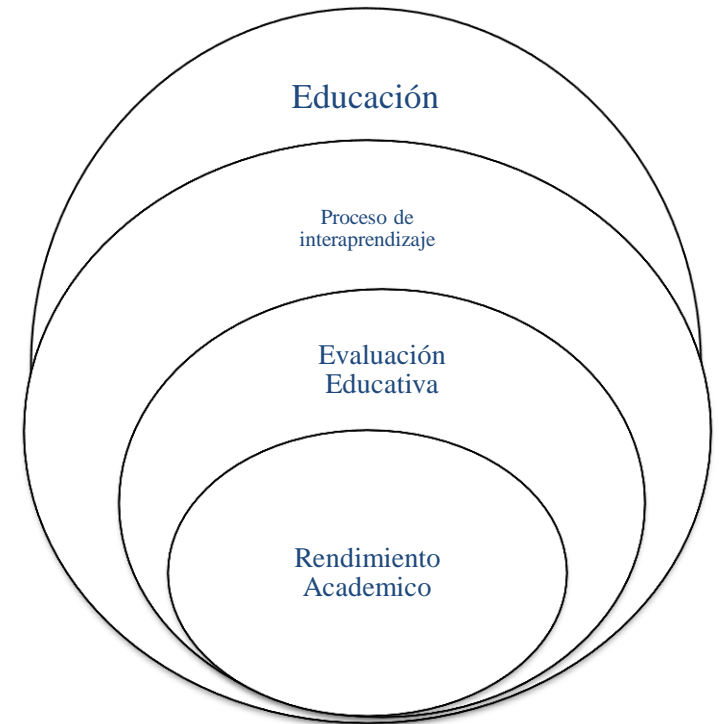 Educación
Proceso de
interaprendizaje
Evaluación
Educativa
Rendimiento
Academico